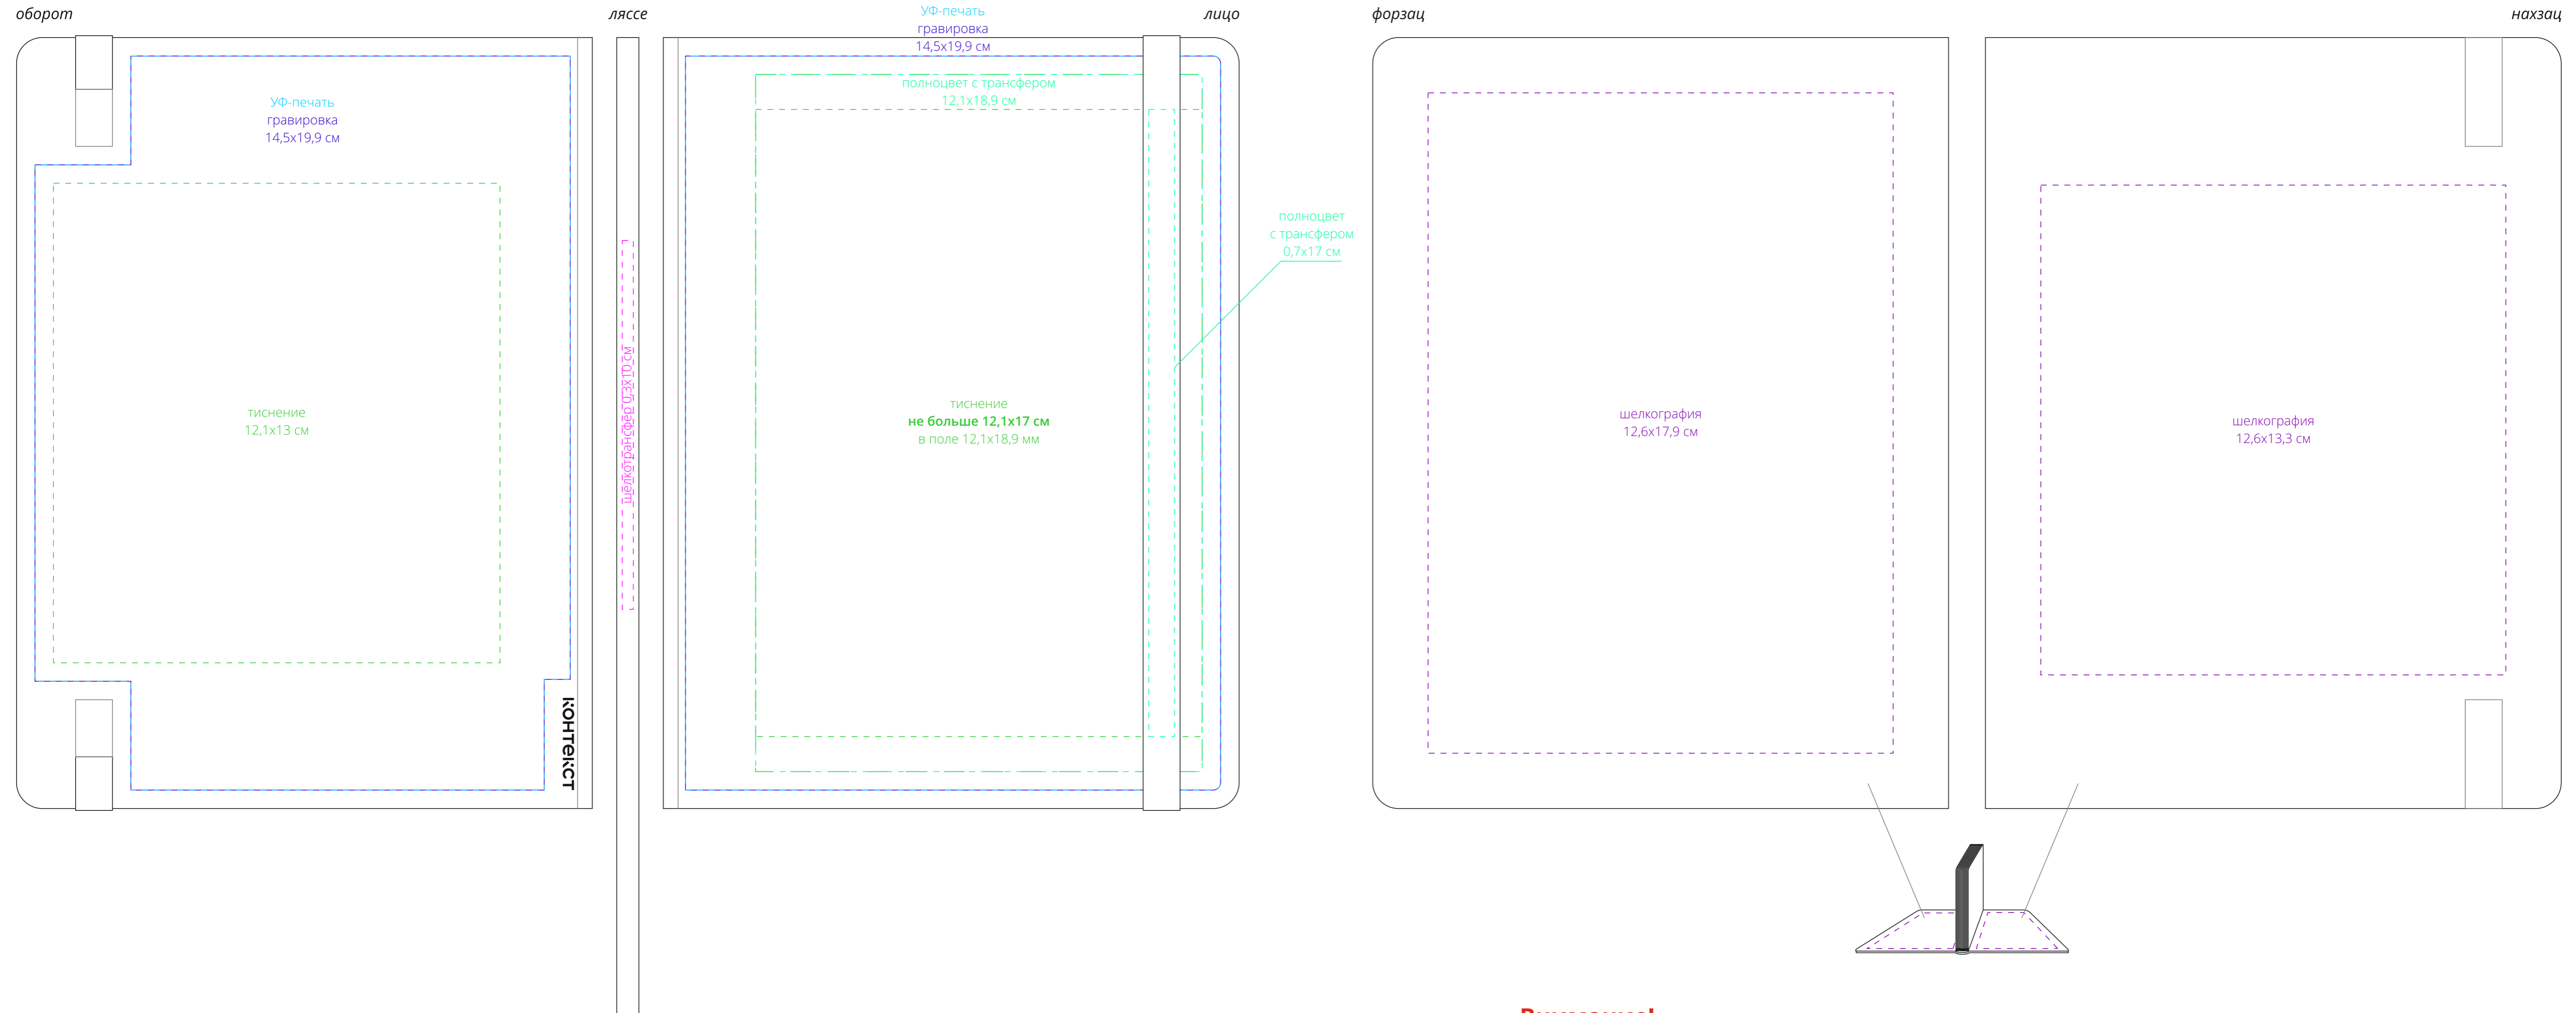 оборот
ляссе
лицо
форзац
нахзац
УФ-печать
гравировка
14,5х19,9 см
тиснение
12,1х13 см
контекст
шелкотрансфер 0,3х10 см
УФ-печать
гравировка
14,5х19,9 см
полноцвет с трансфером
12,1х18,9 см
тиснение
не больше 12,1х17 см
в поле 12,1х18,9 мм
полноцвет
с трансфером
0,7х17 см
шелкография
12,6х17,9 см
шелкография
12,6х13,3 см